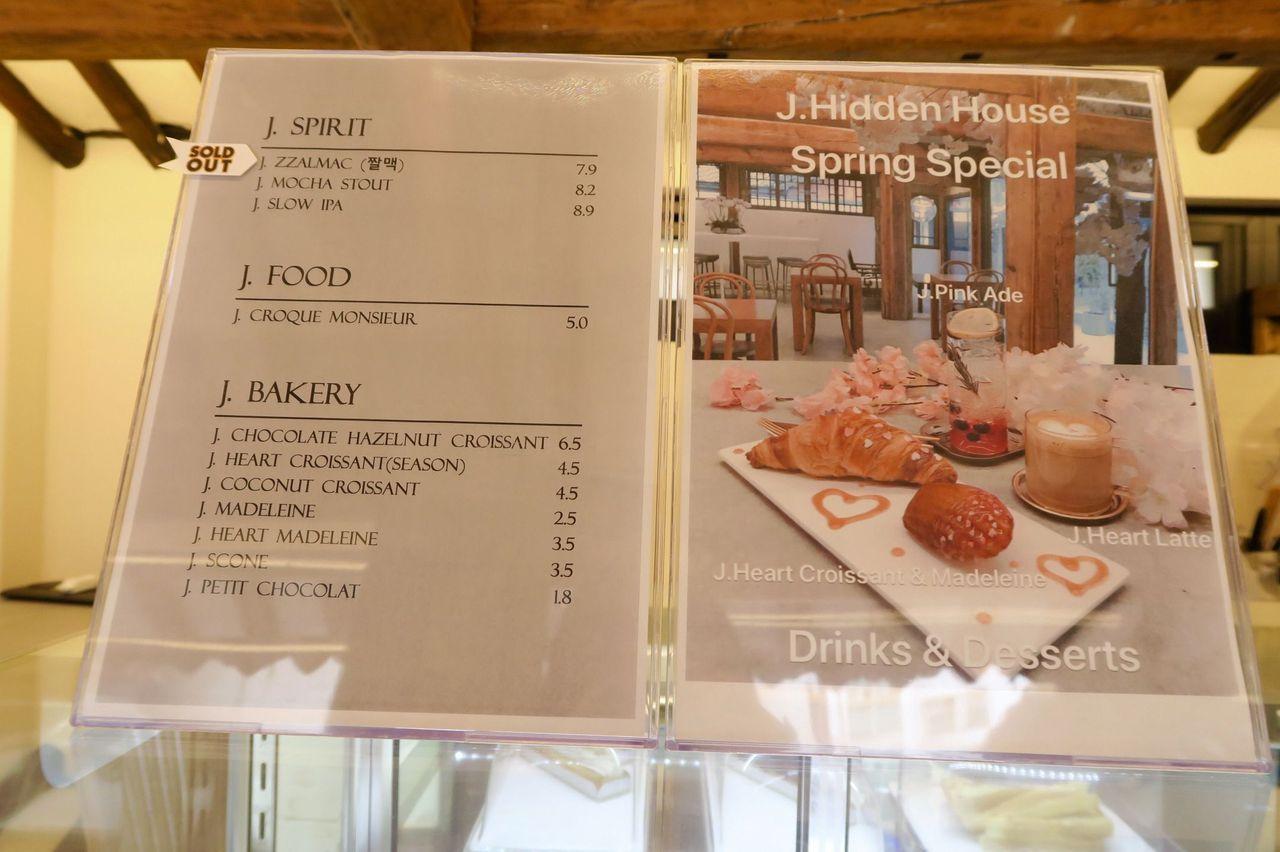 J. SPIRIT
SOLD
OUT
J. ZZALMAC (짤맥) 7.9
J. MOCHA STOUT 8.2
J. SLOW IPA 8.9
J. FOOD
J. CROQUE MONSIEUR 5.0
J. BAKERY
J. CHOCOLATE HAZELNUT CROISSANT 6.5
J. HEART CROISSANT(SEASON) 4.5
J. COCONUT CROISSANT 4.5
J. MADELEINE 2.5
J. HEART MADELEINE 3.5
J. SCONE 3.5
J. PETIT CHOCOLAT 1.8
J.Hidden House
Spring Special
J.Pink Ade
J.Heart Latte
J.Heart Croissant & Madeleine
Drinks & Desserts